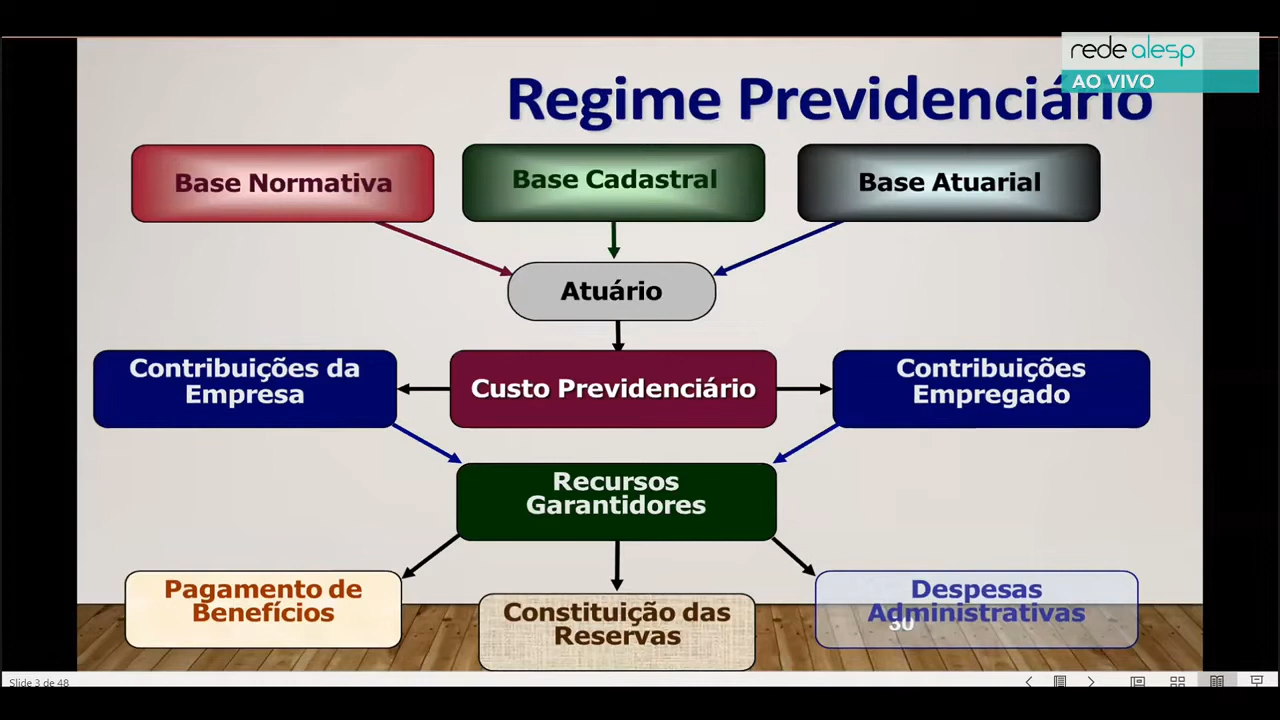 rede alesp
AO VIVO
Regime Previdenciário
Base Normativa
Base Cadastral
Base Atuarial
Atuário
Contribuições da
Empresa
Custo Previdenciário
Contribuições
Empregado
Recursos
Garantidores
Pagamento de
Benefícios
Constituição das
Reservas
Despesas
Administrativas
30
Slide 3 de 48